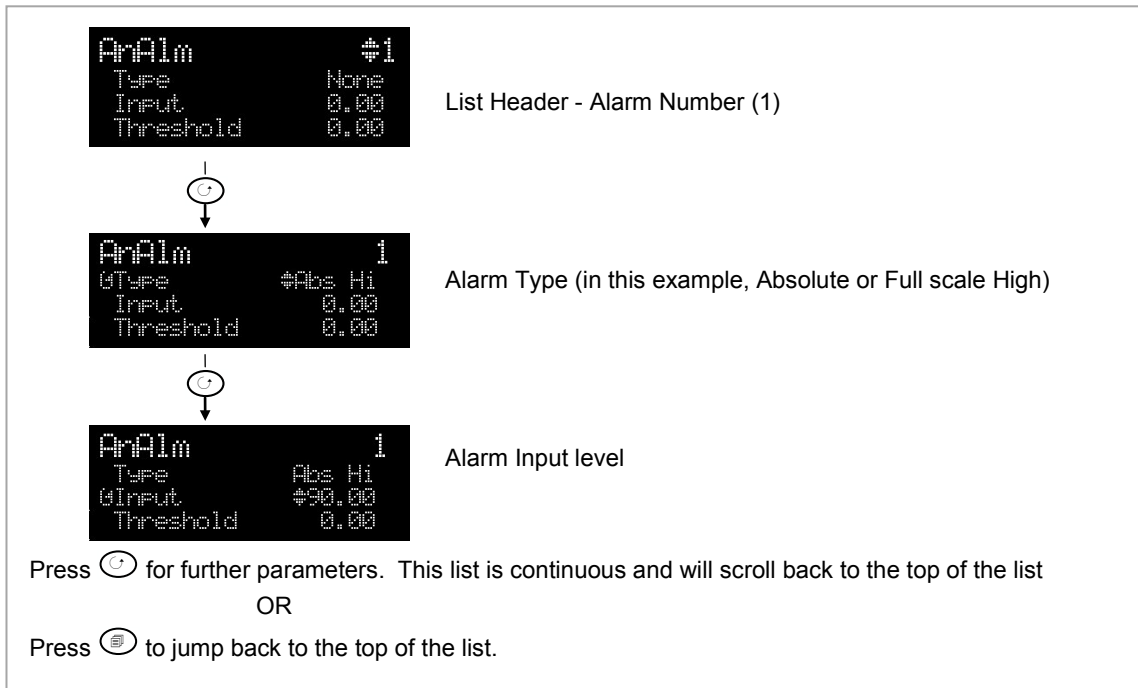 AnAlm 1
Type None
Input 0.00
Threshold 0.00
List Header - Alarm Number (1)
AnAlm 1
Type Abs Hi
Input 0.00
Threshold 0.00
Alarm Type (in this example, Absolute or Full scale High)
AnAlm 1
Type Abs Hi
Input 90.00
Threshold 0.00
Alarm Input level
Press for further parameters. This list is continuous and will scroll back to the top of the list
OR
Press to jump back to the top of the list.